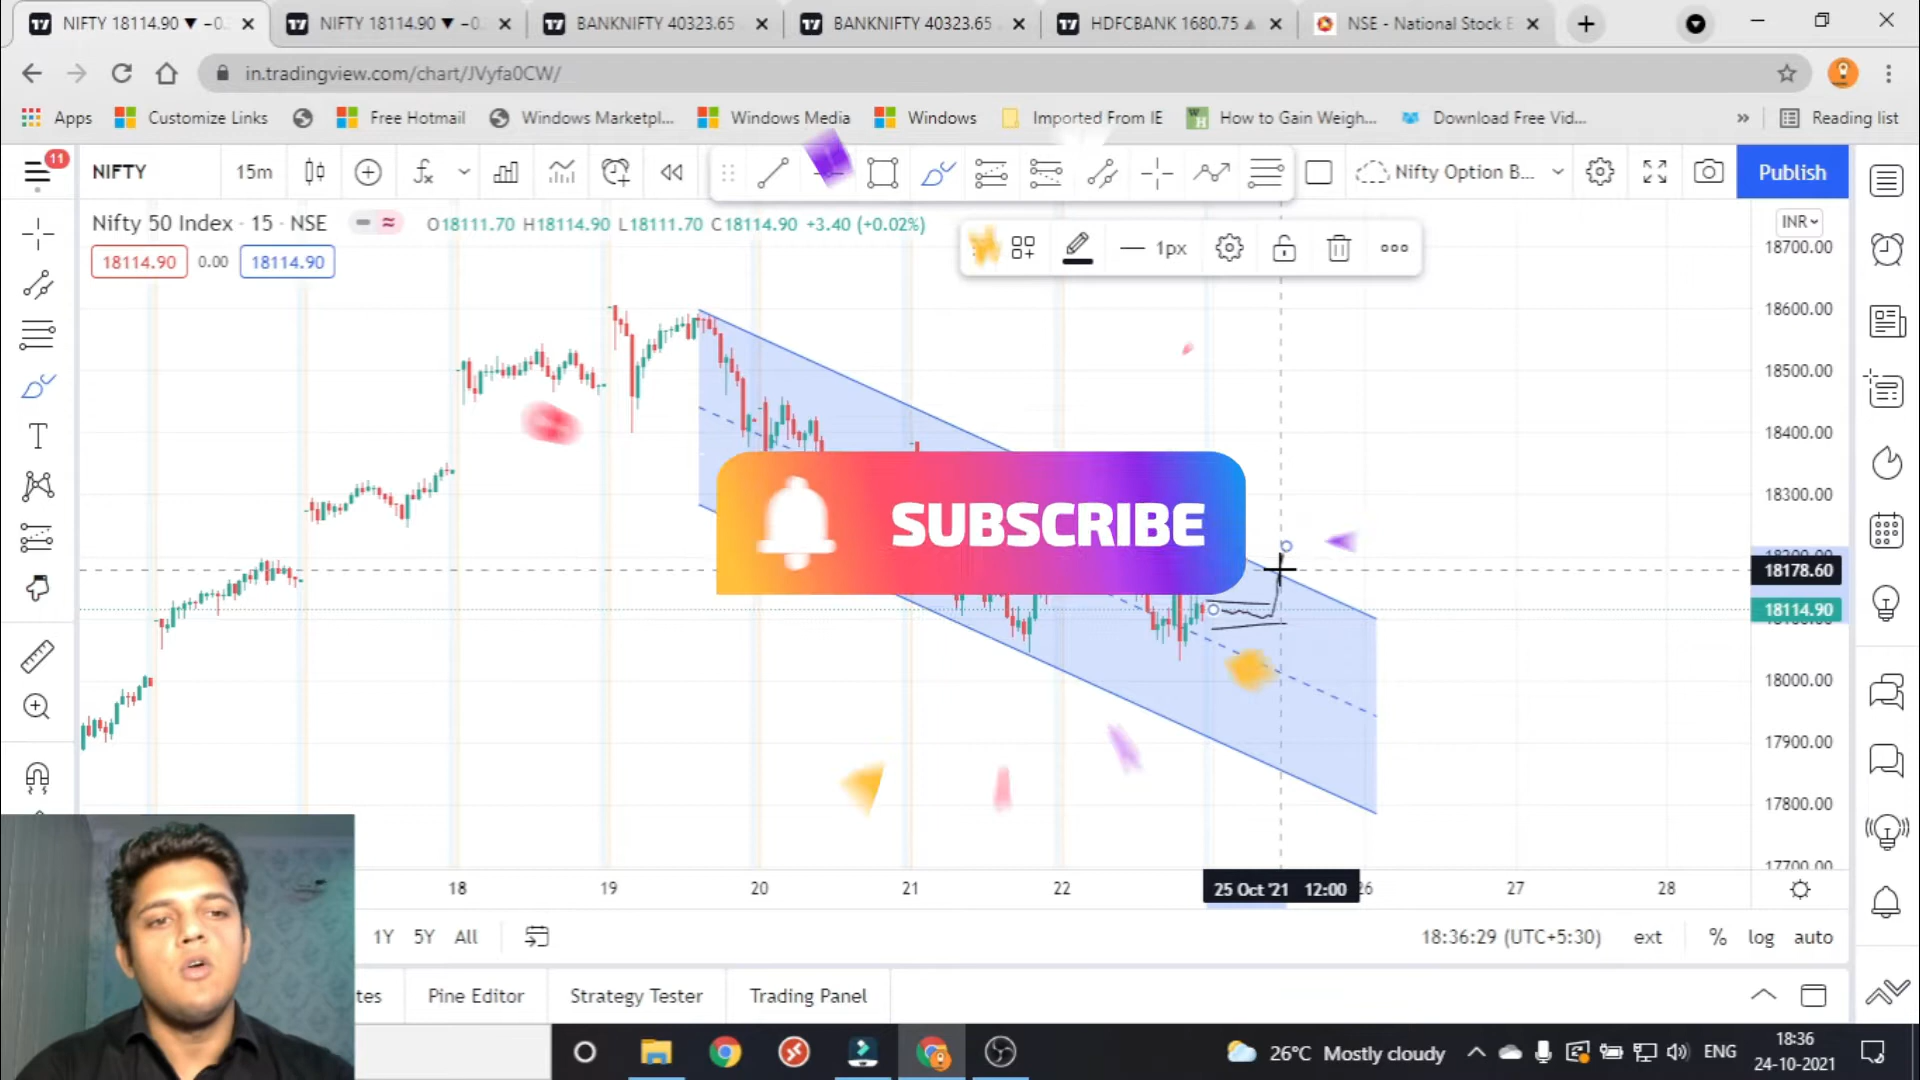 NIFTY 18114.90 ▼ −0.
NIFTY 18114.90 ▼ −0.
BANKNIFTY 40323.65
BANKNIFTY 40323.65
HDFCBANK 1680.75 ▲
NSE - National Stock E
in.tradingview.com/chart/JVyfa0CW/
Apps
Customize Links
Free Hotmail
Windows Marketpl...
Windows Media
Windows
Imported From IE
How to Gain Weigh...
Download Free Vid...
»
Reading list
11
NIFTY
15m
Nifty Option B...
Publish
Nifty 50 Index · 15 · NSE
O18111.70 H18114.90 L18111.70 C18114.90 +3.40 (+0.02%)
18114.90
0.00
18114.90
1px
INR
18700.00
18600.00
18500.00
18400.00
18300.00
18178.60
18114.90
18000.00
17900.00
17800.00
17700.00
SUBSCRIBE
18
19
20
21
22
25 Oct '21 12:00
26
27
28
1Y
5Y
All
18:36:29 (UTC+5:30)
ext
%
log
auto
tes
Pine Editor
Strategy Tester
Trading Panel
26°C Mostly cloudy
ENG
18:36
24-10-2021